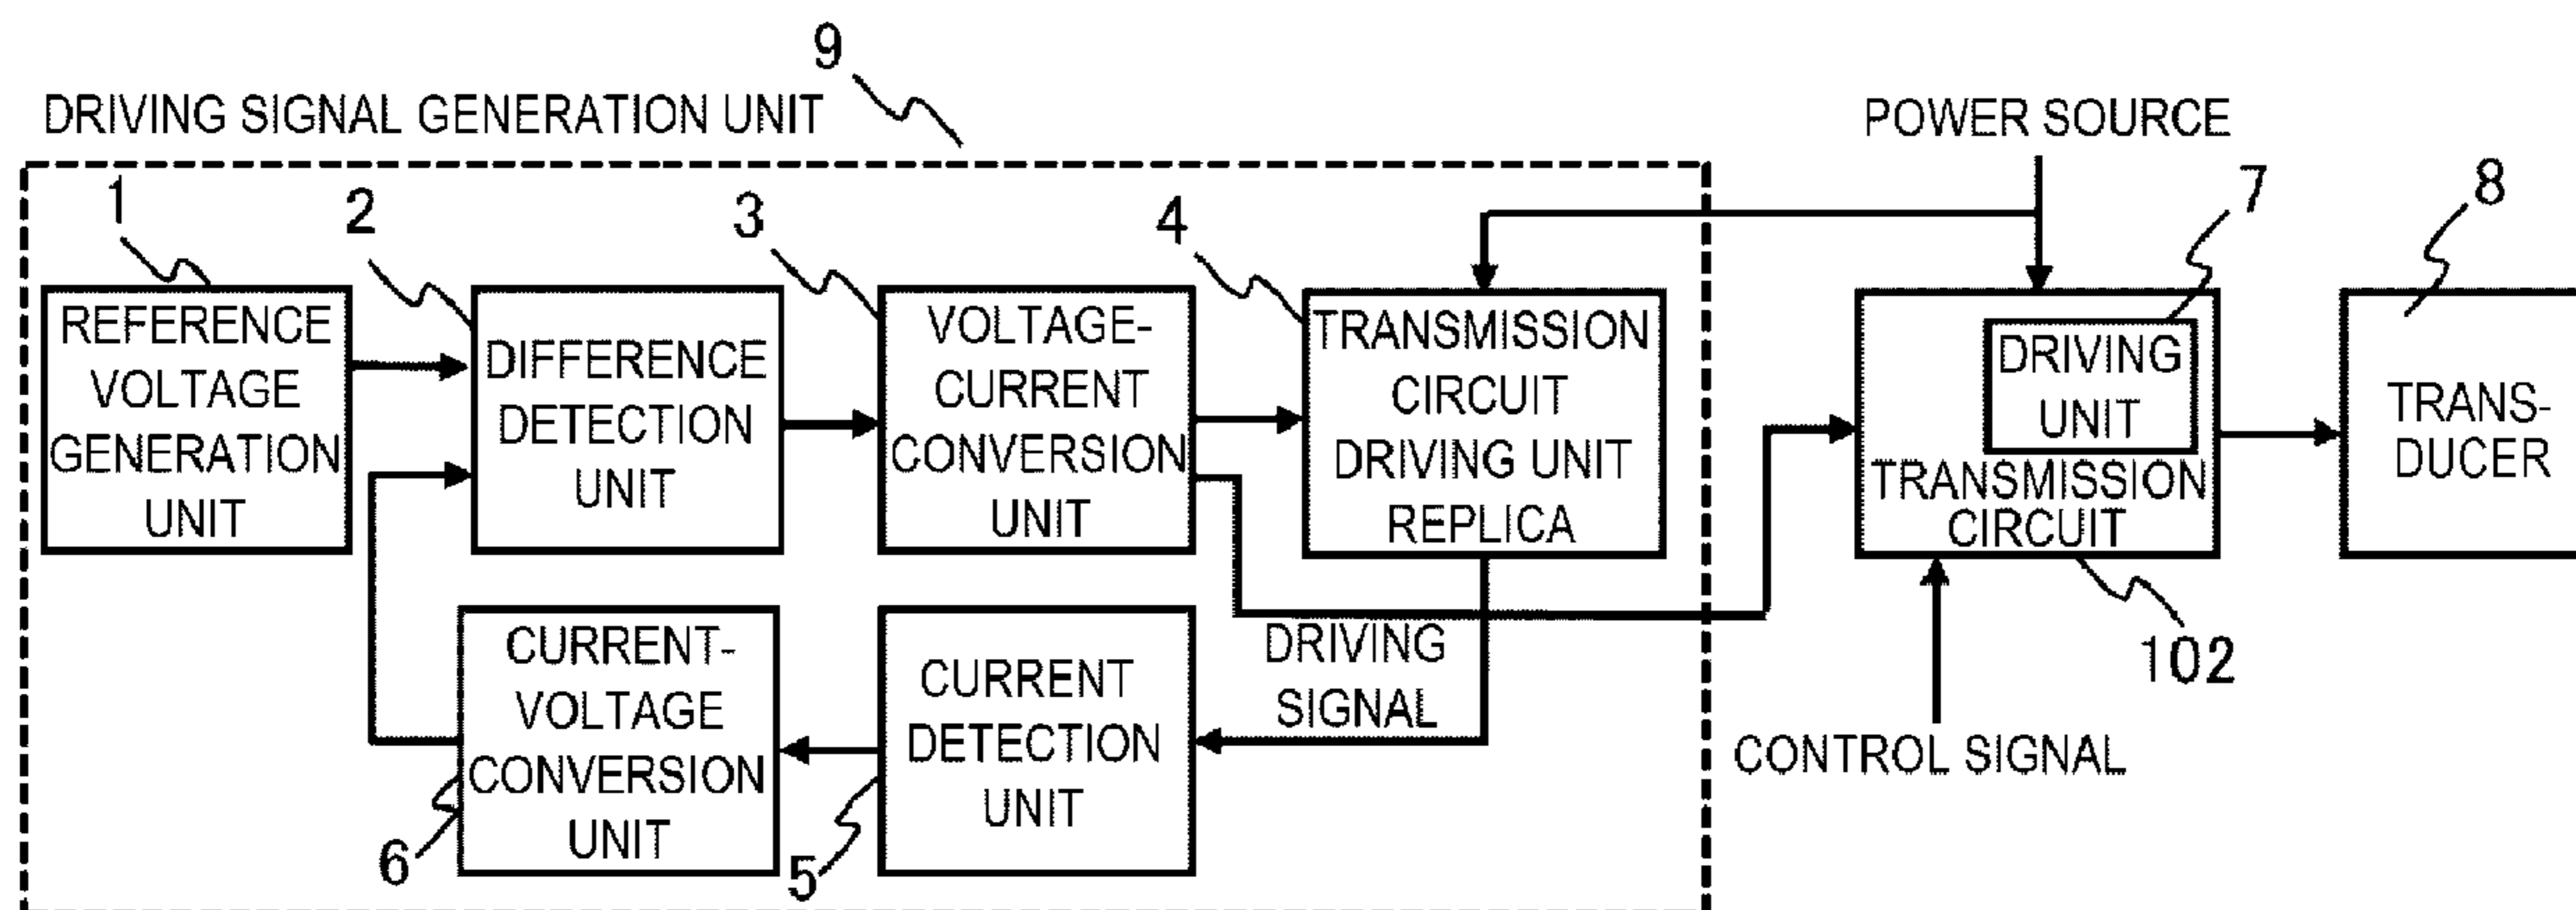 9
DRIVING SIGNAL GENERATION UNIT
POWER SOURCE
1
2
3
4
7
8
REFERENCE
VOLTAGE
GENERATION
UNIT
DIFFERENCE
DETECTION
UNIT
VOLTAGE-
CURRENT
CONVERSION
UNIT
TRANSMISSION
CIRCUIT
DRIVING UNIT
REPLICA
DRIVING
UNIT
TRANSMISSION
CIRCUIT
TRANS-
DUCER
CURRENT-
VOLTAGE
CONVERSION
UNIT
CURRENT
DETECTION
UNIT
DRIVING
SIGNAL
102
CONTROL SIGNAL
6
5